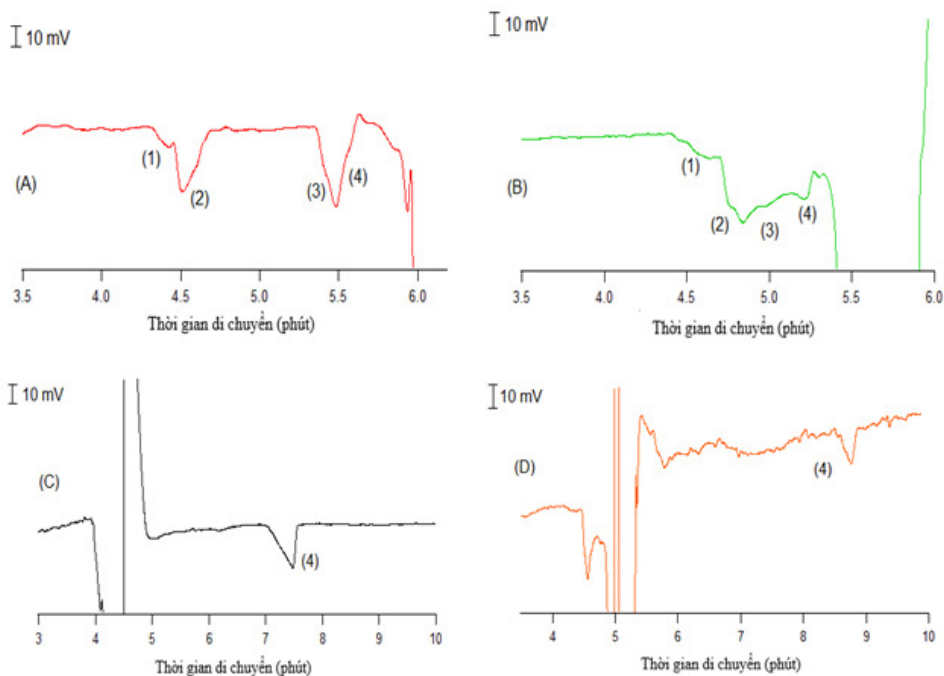 10 mV
(1)
(2)
(3)
(4)
(A)
3.5 4.0 4.5 5.0 5.5 6.0
Thời gian di chuyển (phút)
10 mV
(1)
(2)
(3)
(4)
(B)
3.5 4.0 4.5 5.0 5.5 6.0
Thời gian di chuyển (phút)
10 mV
(C)
(4)
3 4 5 6 7 8 9 10
Thời gian di chuyển (phút)
10 mV
(D)
(4)
4 5 6 7 8 9 10
Thời gian di chuyển (phút)